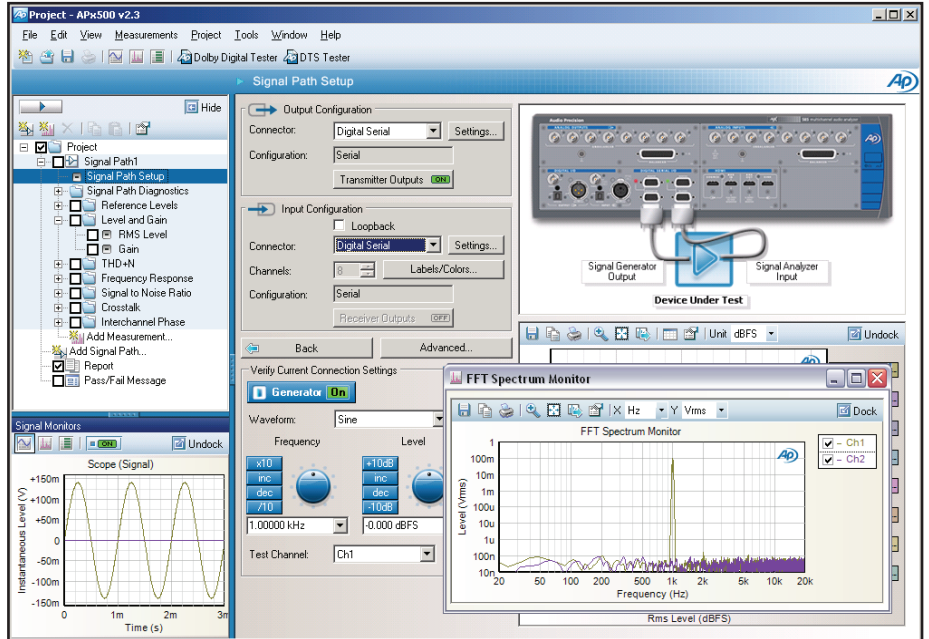 Project - APx500 v2.3
File Edit View Measurements Project Tools Window Help
Dolby Digital Tester DTS Tester
Signal Path Setup
AP
Hide
Project
Signal Path1
Signal Path Setup
Signal Path Diagnostics
Reference Levels
Level and Gain
RMS Level
Gain
THD+N
Frequency Response
Signal to Noise Ratio
Crosstalk
Interchannel Phase
Add Measurement...
Add Signal Path...
Report
Pass/Fail Message
Output Configuration
Connector: Digital Serial Settings...
Configuration: Serial
Transmitter Outputs ON
Input Configuration
Loopback
Connector: Digital Serial Settings...
Channels: 8 Labels/Colors...
Configuration: Serial
Receiver Outputs OFF
Back Advanced...
Audio Precision
AP
Signal Generator
Output
Signal Analyzer
Input
Device Under Test
Unit dBFS Undock
Verify Current Connection Settings
Generator On
Waveform: Sine
Frequency Level
x10 +10dB
inc inc
dec dec
/10 -10dB
1.00000 kHz -0.000 dBFS
Test Channel: Ch1
Signal Monitors
ON Undock
Scope (Signal)
Instantaneous Level (V)
+150m
+100m
+50m
0
-50m
-100m
-150m
0 1m 2m 3m
Time (s)
FFT Spectrum Monitor
X Hz Y Vrms Dock
FFT Spectrum Monitor
AP
Ch1
Ch2
Level (Vrms)
1
100m
10m
1m
100u
10u
1u
100n
10n
20 50 100 200 500 1k 2k 5k 10k 20k
Frequency (Hz)
Rms Level (dBFS)